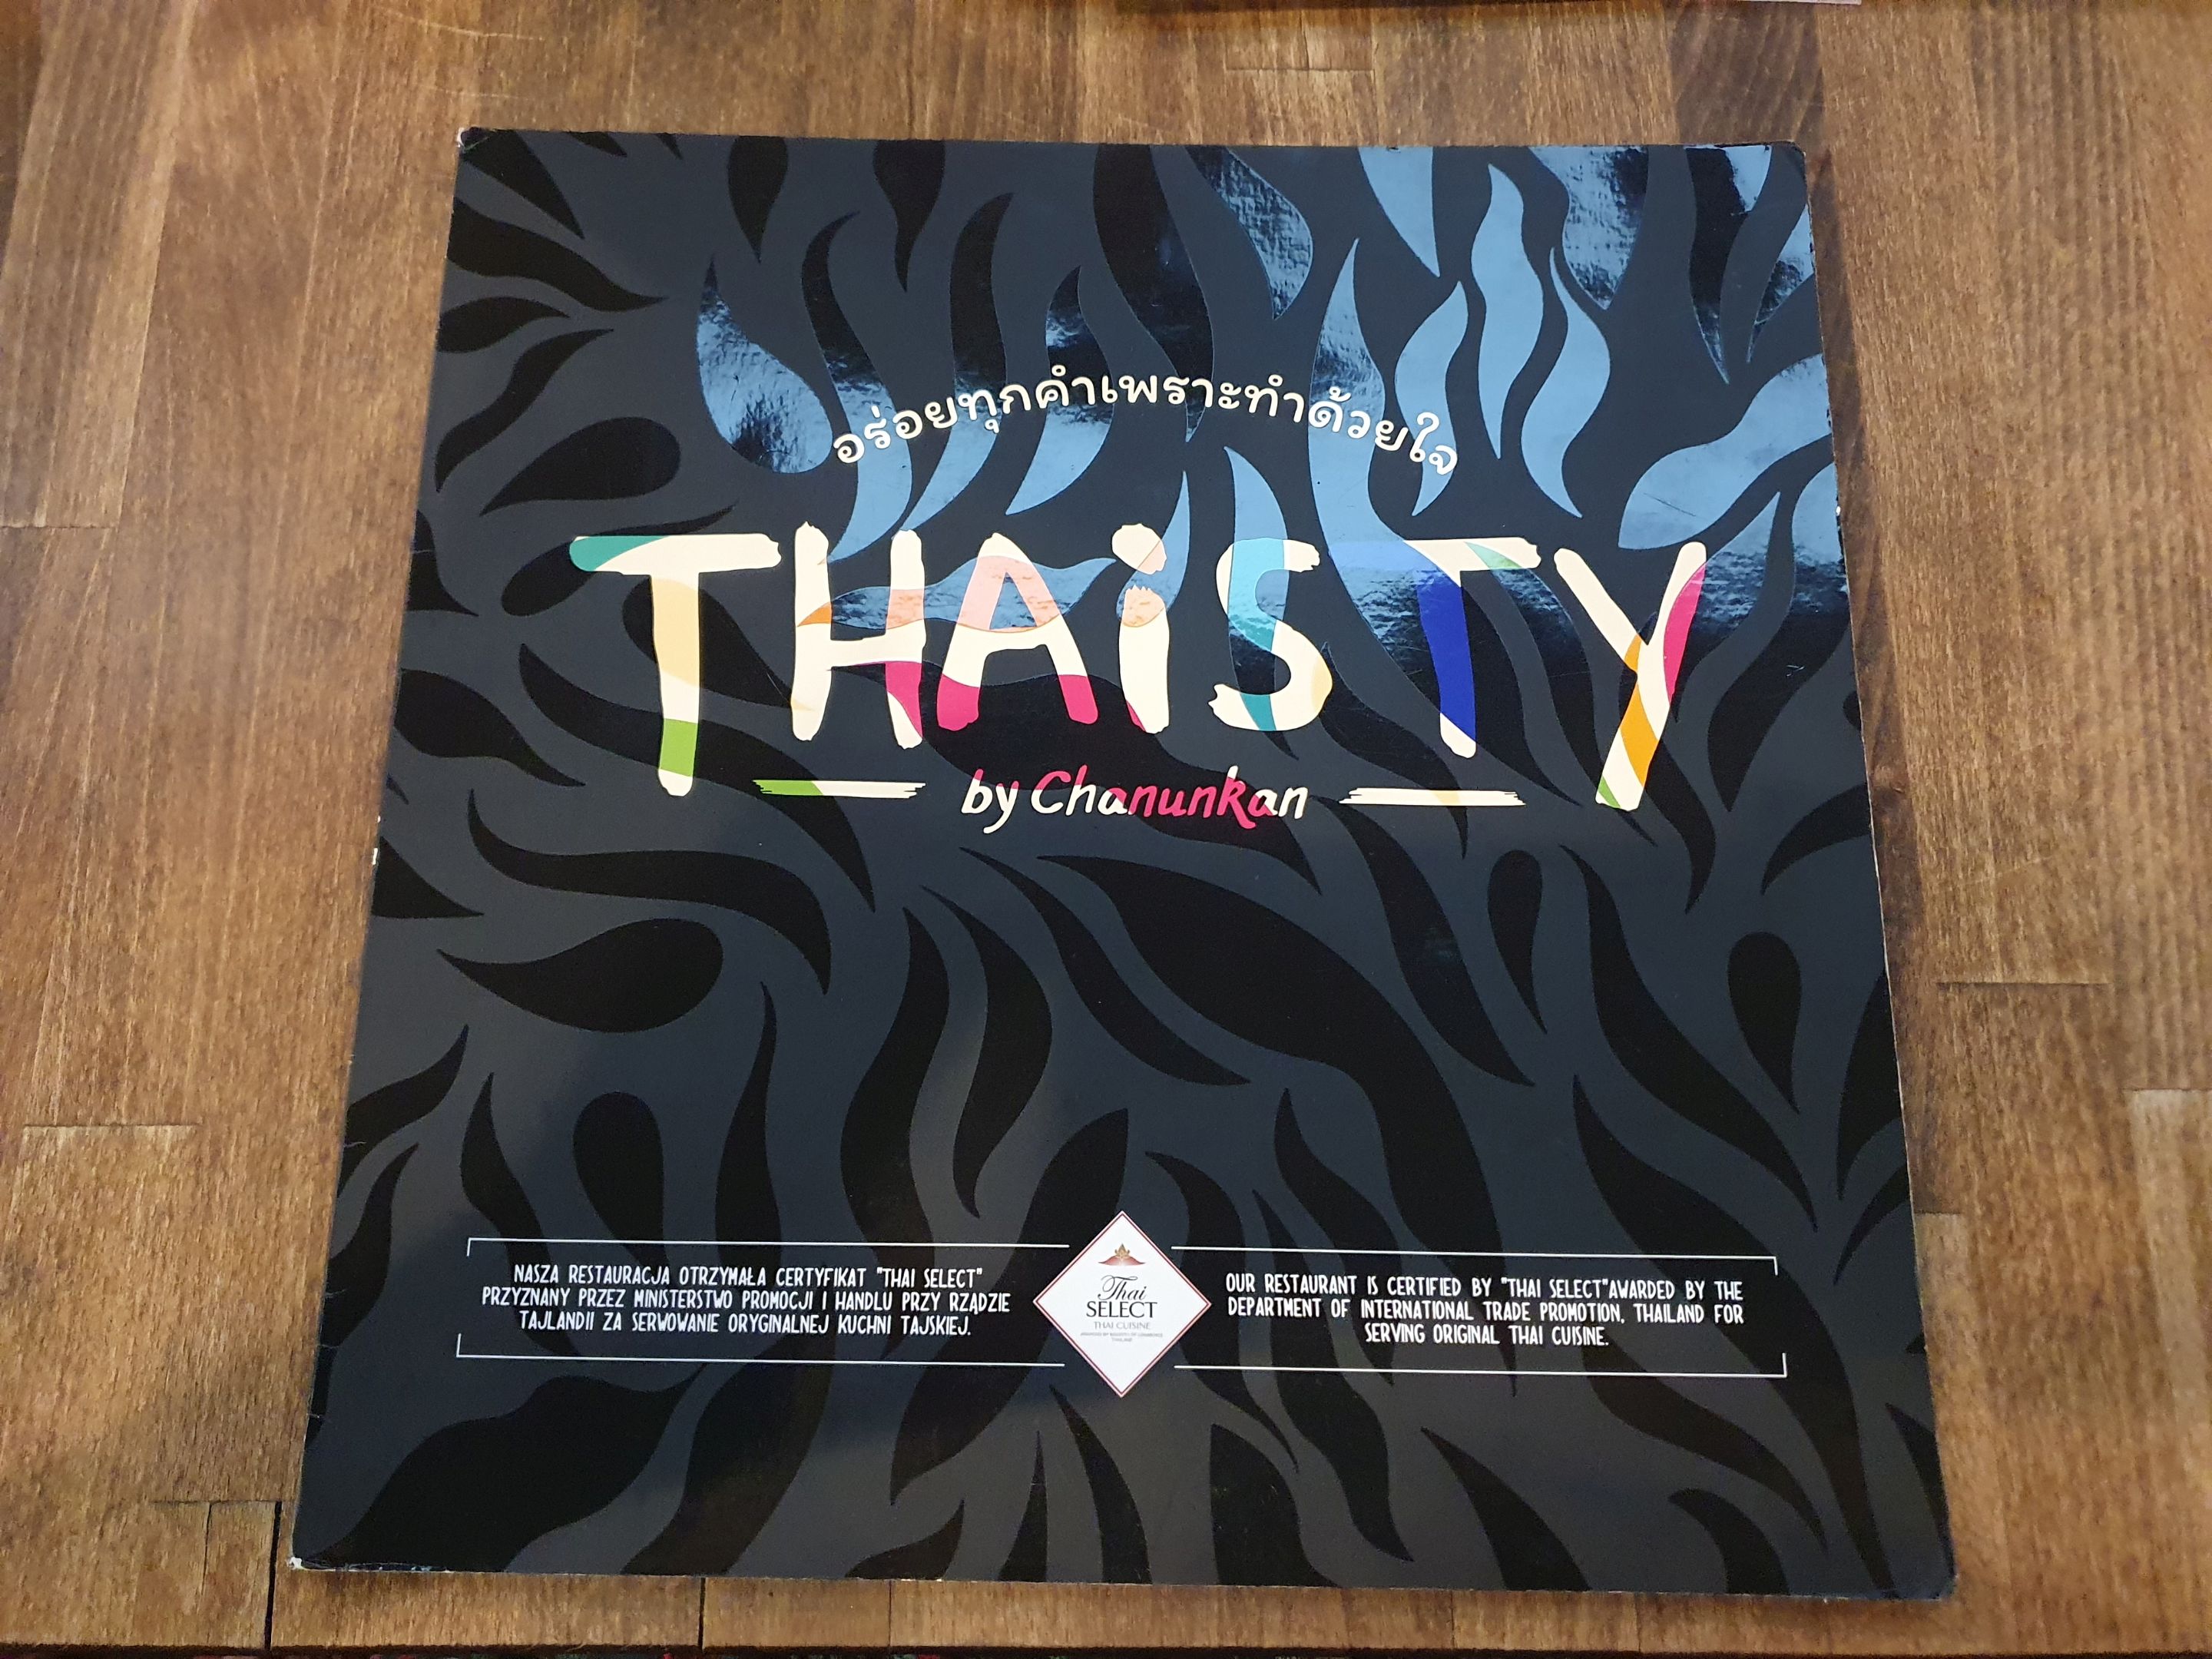 อร่อยทุกคำเพราะทำด้วยใจ
THAiSTY
by Chanunkan
NASZA RESTAURACJA OTRZYMAŁA CERTYFIKAT "THAI SELECT"
PRZYZNANY PRZEZ MINISTERSTWO PROMOCJI I HANDLU PRZY RZĄDZIE
TAJLANDII ZA SERWOWANIE ORYGINALNEJ KUCHNI TAJSKIEJ.
Thai
SELECT
THAI CUISINE
THAILAND
OUR RESTAURANT IS CERTIFIED BY "THAI SELECT"AWARDED BY THE
DEPARTMENT OF INTERNATIONAL TRADE PROMOTION, THAILAND FOR
SERVING ORIGINAL THAI CUISINE.